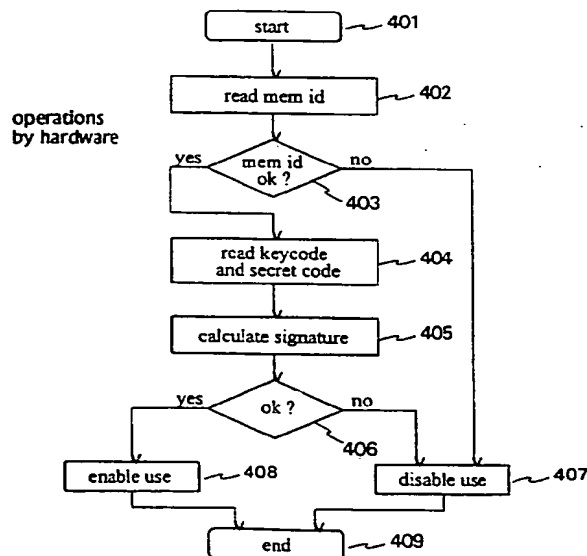 start
401
read mem id
402
operations
by hardware
yes
mem id
ok ?
no
403
read keycode
and secret code
404
calculate signature
405
yes
ok ?
no
406
enable use
408
disable use
407
end
409